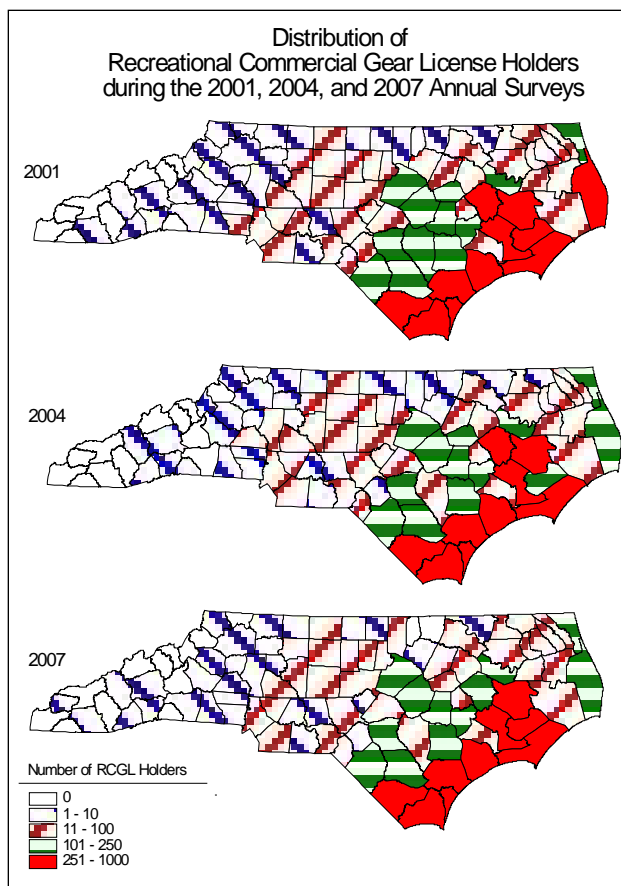 Distribution of
Recreational Commercial Gear License Holders
during the 2001, 2004, and 2007 Annual Surveys
2001
2004
2007
Number of RCGL Holders
0
1 - 10
11 - 100
101 - 250
251 - 1000